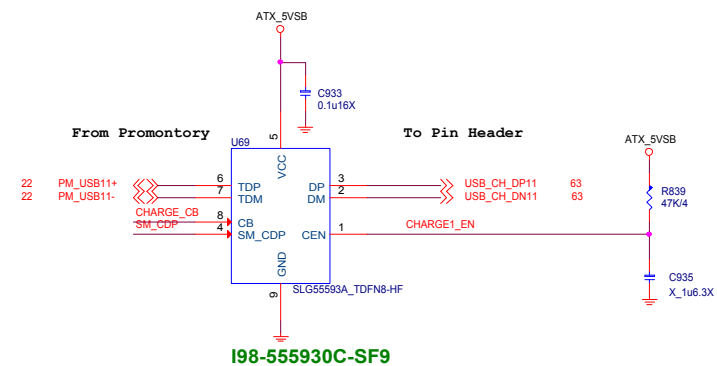 ATX_5VSB
C933
0.1u16X
From Promontory
To Pin Header
U69
5
VCC
ATX_5VSB
22 PM_USB11+ 6 TDP DP 3 USB_CH_DP11 63
22 PM_USB11- 7 TDM DM 2 USB_CH_DN11 63
R839
47K/4
CHARGE_CB 8 CB
SM_CDP 4 SM_CDP CEN 1 CHARGE1_EN
GND
9
SLG55593A_TDFN8-HF
C935
X_1u6.3X
I98-555930C-SF9